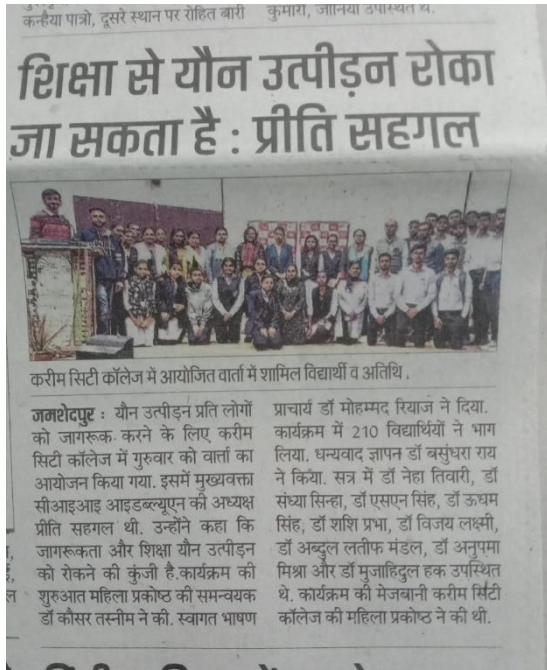 कन्हैया पात्रो, दूसरे स्थान पर रोहित बारी
कुमारी, जानिया उपस्थित थे.
शिक्षा से यौन उत्पीड़न रोका
जा सकता है : प्रीति सहगल
करीम सिटी कॉलेज में आयोजित वार्ता में शामिल विद्यार्थी व अतिथि .
जमशेदपुर : यौन उत्पीड़न प्रति लोगों
को जागरूक करने के लिए करीम
सिटी कॉलेज में गुरुवार को वार्ता का
आयोजन किया गया. इसमें मुख्यवक्ता
सीआइआइ आइडब्ल्यूएन की अध्यक्ष
प्रीति सहगल थी. उन्होंने कहा कि
जागरूकता और शिक्षा यौन उत्पीड़न
को रोकने की कुंजी है.कार्यक्रम की
शुरुआत महिला प्रकोष्ठ की समन्वयक
डॉ कौसर तस्नीम ने की. स्वागत भाषण
प्राचार्य डॉ मोहम्मद रियाज ने दिया.
कार्यक्रम में 210 विद्यार्थियों ने भाग
लिया. धन्यवाद ज्ञापन डॉ बसुंधरा राय
ने किया. सत्र में डॉ नेहा तिवारी, डॉ
संध्या सिन्हा, डॉ एसएन सिंह, डॉ ऊधम
सिंह, डॉ शशि प्रभा, डॉ विजय लक्ष्मी,
डॉ अब्दुल लतीफ मंडल, डॉ अनुपमा
मिश्रा और डॉ मुजाहिदुल हक उपस्थित
थे. कार्यक्रम की मेजबानी करीम सिटी
कॉलेज की महिला प्रकोष्ठ ने की थी.